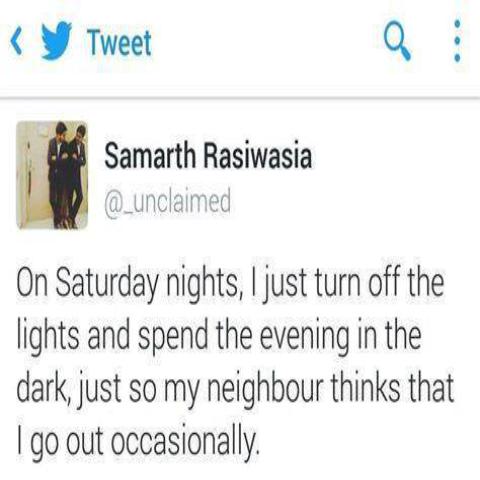 Tweet
Samarth Rasiwasia
@_unclaimed
On Saturday nights, I just turn off the
lights and spend the evening in the
dark, just so my neighbour thinks that
I go out occasionally.